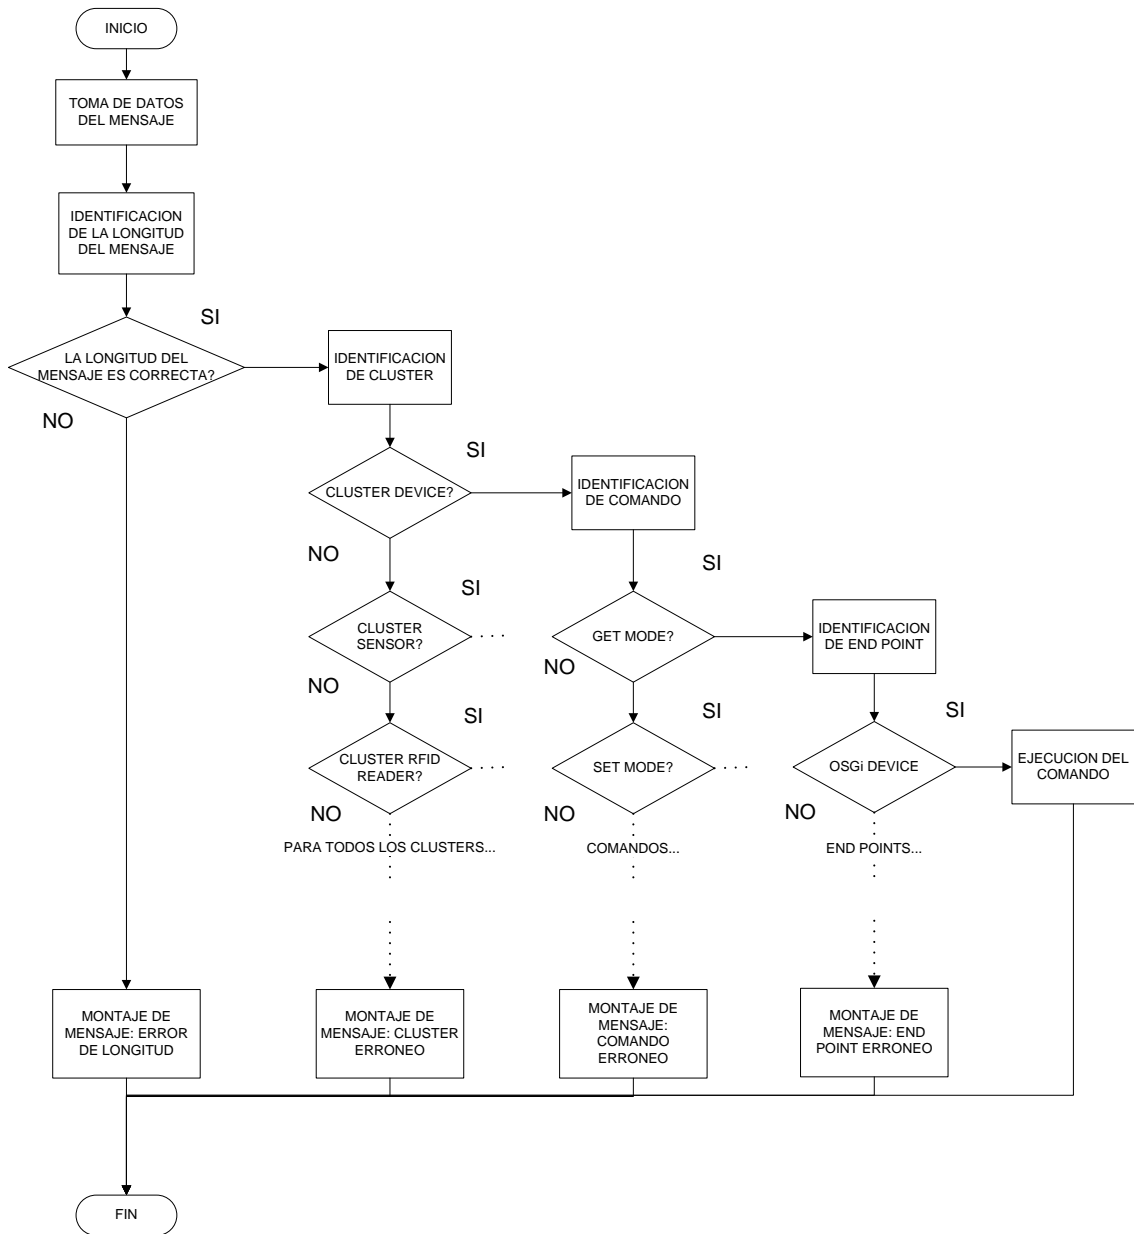 INICIO
TOMA DE DATOS
DEL MENSAJE
IDENTIFICACION
DE LA LONGITUD
DEL MENSAJE
SI
LA LONGITUD DEL
MENSAJE ES CORRECTA?
NO
IDENTIFICACION
DE CLUSTER
SI
CLUSTER DEVICE?
NO
IDENTIFICACION
DE COMANDO
SI
CLUSTER
SENSOR?
NO
SI
GET MODE?
NO
IDENTIFICACION
DE END POINT
SI
CLUSTER RFID
READER?
NO
SI
SET MODE?
NO
SI
OSGi DEVICE
NO
EJECUCION DEL
COMANDO
PARA TODOS LOS CLUSTERS...
COMANDOS...
END POINTS...
MONTAJE DE
MENSAJE: ERROR
DE LONGITUD
MONTAJE DE
MENSAJE: CLUSTER
ERRONEO
MONTAJE DE
MENSAJE:
COMANDO
ERRONEO
MONTAJE DE
MENSAJE: END
POINT ERRONEO
FIN